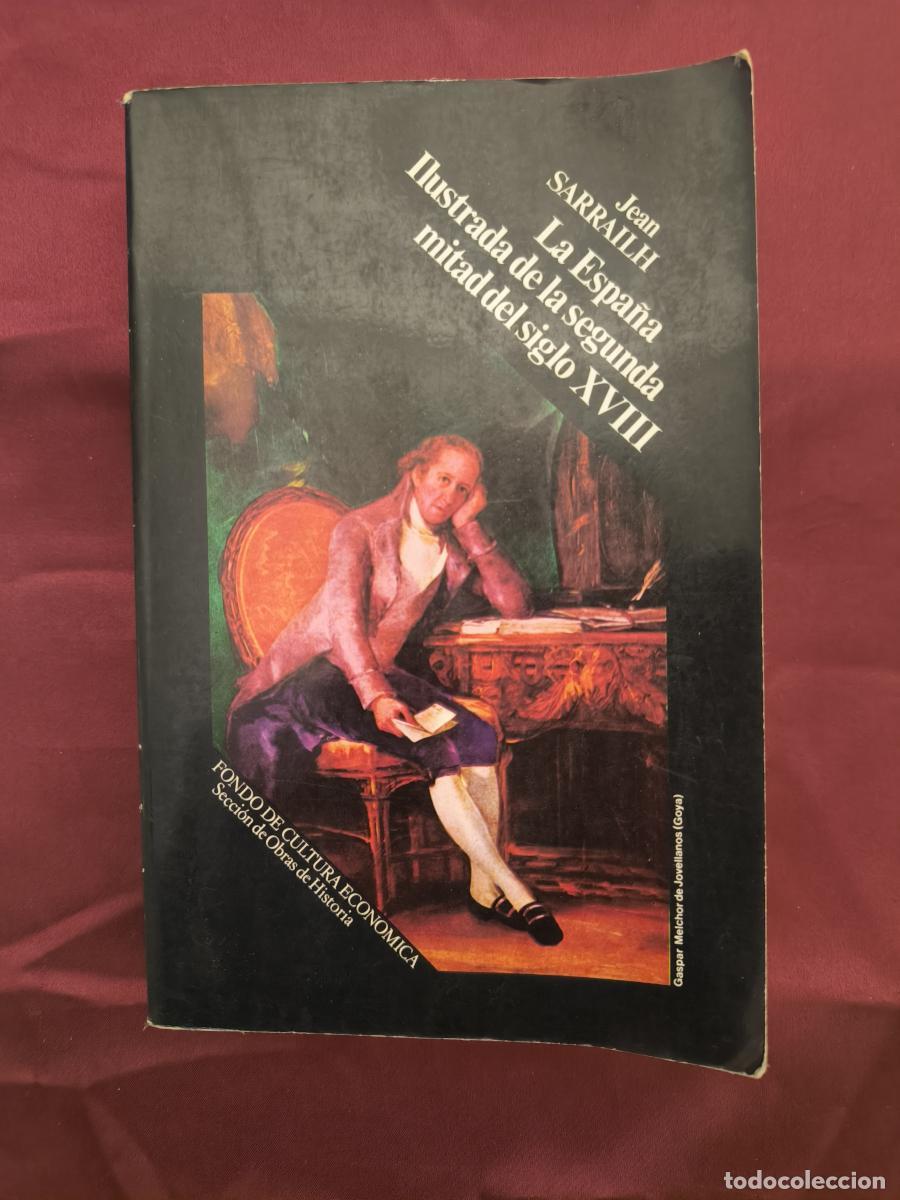 Jean
SARRAILH
La España
Ilustrada de la segunda
mitad del siglo XVIII
FONDO DE CULTURA ECONOMICA
Sección de Obras de Historia
Gaspar Melchor de Jovellanos (Goya)
todocoleccion